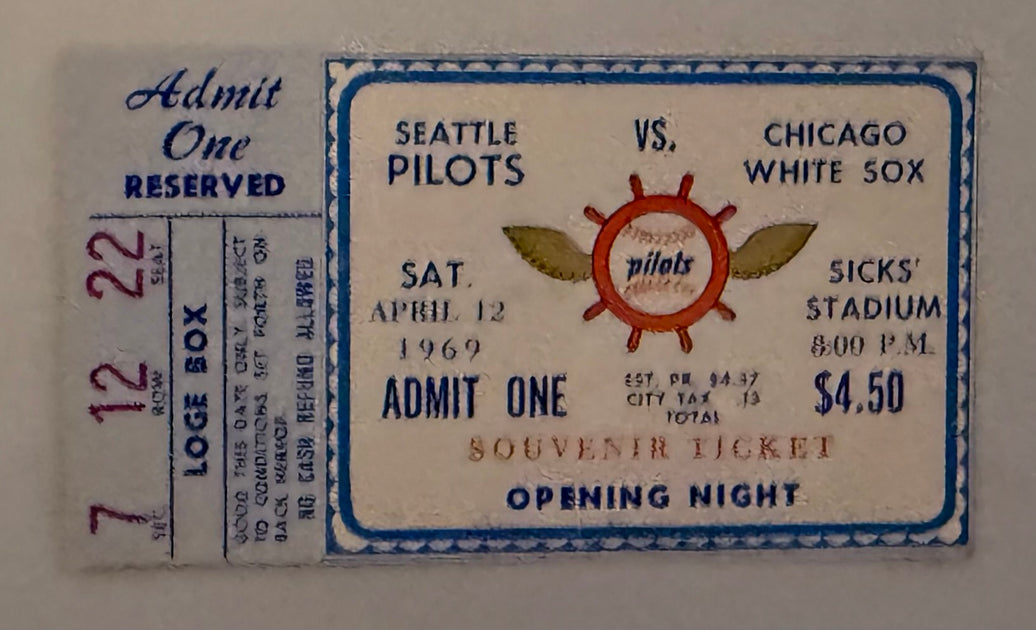 Admit
One
RESERVED
22
SEAT
12
ROW
7
SEC.
LOGE BOX
GOOD THIS DATE ONLY SUBJECT
TO CONDITIONS SET FORTH ON
BACK HEREOF.
NO CASH REFUND ALLOWED
SEATTLE
PILOTS
VS.
CHICAGO
WHITE SOX
pilots
SAT.
APRIL 12
1969
SICKS'
STADIUM
8:00 P.M.
ADMIT ONE
EST. PR. $4.37
CITY TAX .13
TOTAL
$4.50
SOUVENIR TICKET
OPENING NIGHT